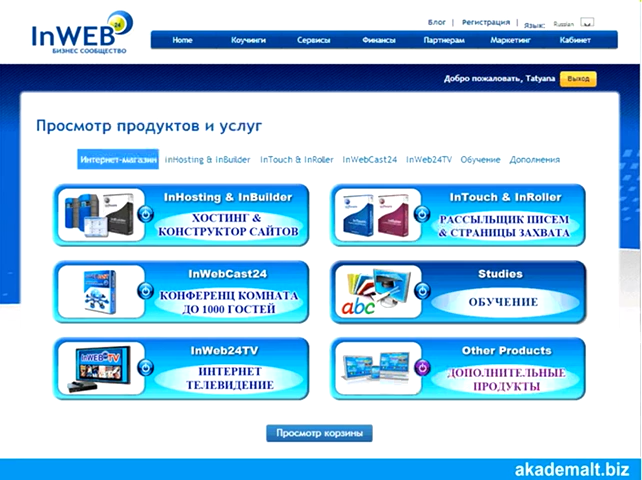 Блог | Регистрация | Язык: Russian
InWEB 24
БИЗНЕС СООБЩЕСТВО
Home Коучинги Сервисы Финансы Партнерам Маркетинг Кабинет
Добро пожаловать, Tatyana Выход
Просмотр продуктов и услуг
Интернет-магазин InHosting & InBuilder InTouch & InRoller InWebCast24 InWeb24TV Обучение Дополнения
InHosting & InBuilder
ХОСТИНГ &
КОНСТРУКТОР САЙТОВ
InTouch & InRoller
РАССЫЛЬЩИК ПИСЕМ
& СТРАНИЦЫ ЗАХВАТА
InWebCast24
КОНФЕРЕНЦ КОМНАТА
ДО 1000 ГОСТЕЙ
abc
Studies
ОБУЧЕНИЕ
InWEB TV
InWeb24TV
ИНТЕРНЕТ
ТЕЛЕВИДЕНИЕ
Other Products
ДОПОЛНИТЕЛЬНЫЕ
ПРОДУКТЫ
Просмотр корзины
akademalt.biz